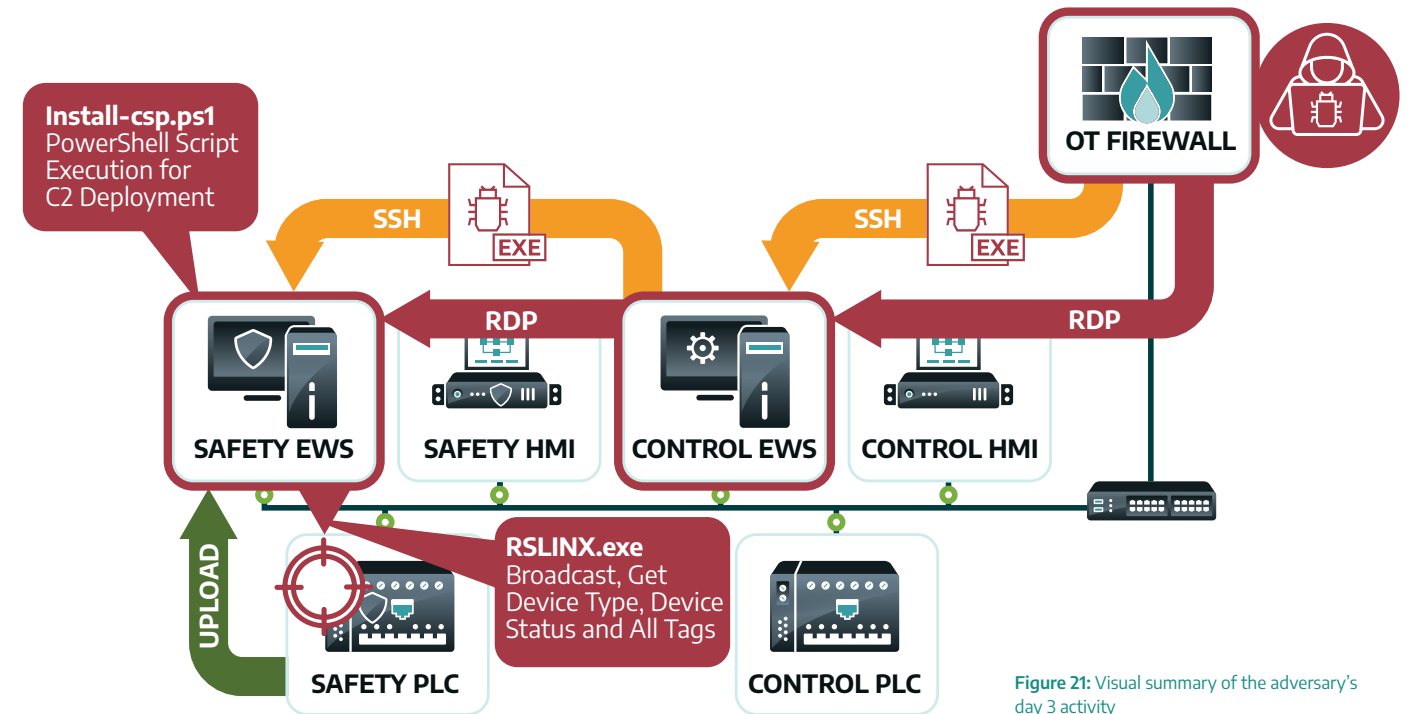 OT FIREWALL
Install-csp.ps1
PowerShell Script
Execution for
C2 Deployment
SSH
EXE
SSH
EXE
RDP
RDP
SAFETY EWS
SAFETY HMI
CONTROL EWS
CONTROL HMI
UPLOAD
RSLINX.exe
Broadcast, Get
Device Type, Device
Status and All Tags
SAFETY PLC
CONTROL PLC
Figure 21: Visual summary of the adversary's
day 3 activity